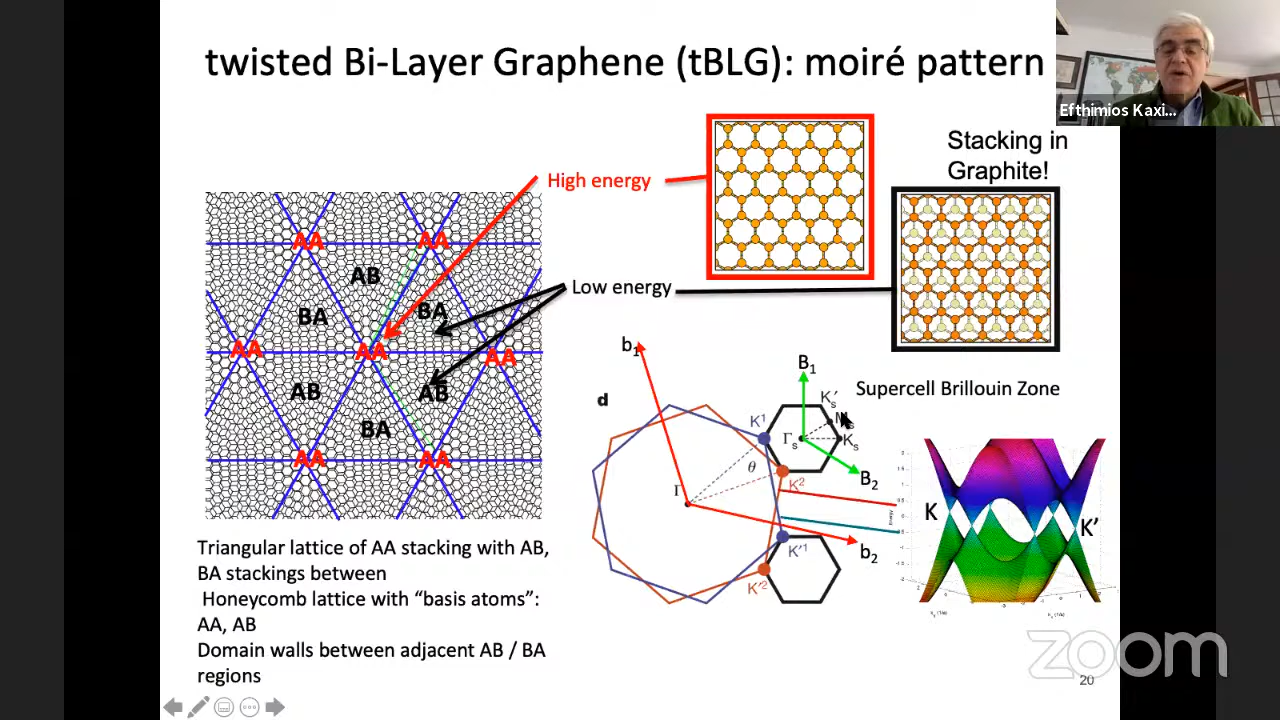 twisted Bi-Layer Graphene (tBLG): moiré pattern
Efthimios Kaxi...
Stacking in
Graphite!
High energy
Low energy
AA
AA
AB
BA
BA
AA
AA
AA
AB
AB
BA
AA
AA
b1
d
B1
K's
K1
Γs
Ms
Ks
θ
B2
K2
Γ
b2
K'1
K'2
Supercell Brillouin Zone
K
K'
Energy
Triangular lattice of AA stacking with AB,
BA stackings between
Honeycomb lattice with “basis atoms”:
AA, AB
Domain walls between adjacent AB / BA
regions
zoom
20